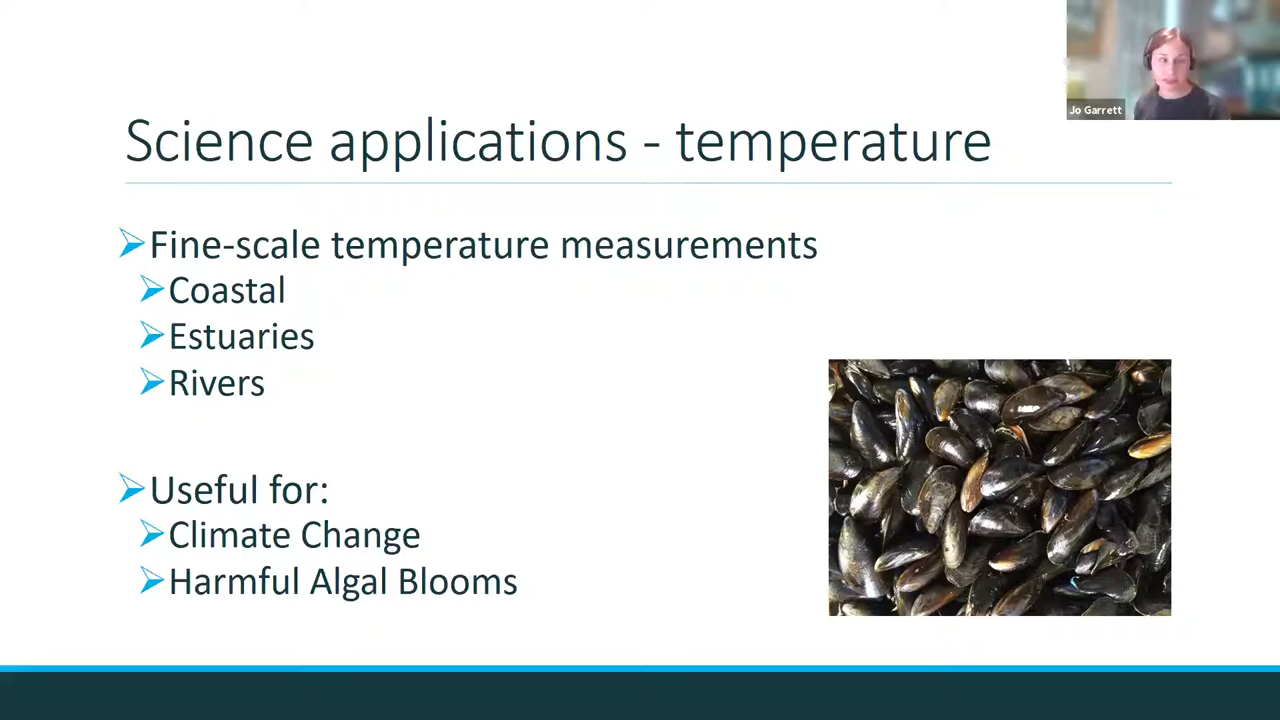 Jo Garrett
Science applications - temperature
Fine-scale temperature measurements
Coastal
Estuaries
Rivers
Useful for:
Climate Change
Harmful Algal Blooms